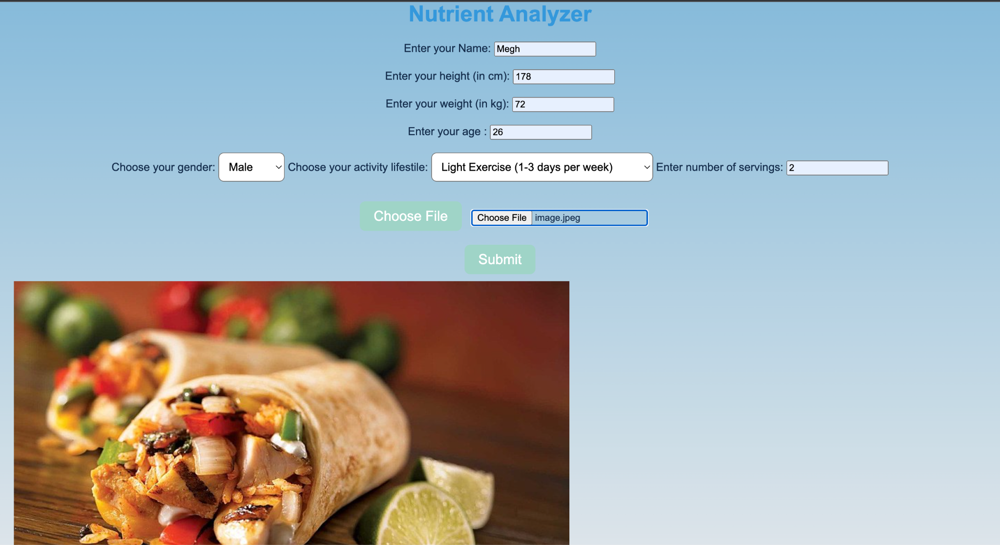 Nutrient Analyzer
Enter your Name: Megh
Enter your height (in cm): 178
Enter your weight (in kg): 72
Enter your age : 26
Choose your gender: Male Choose your activity lifestile: Light Exercise (1-3 days per week) Enter number of servings: 2
Choose File Choose File image.jpeg
Submit